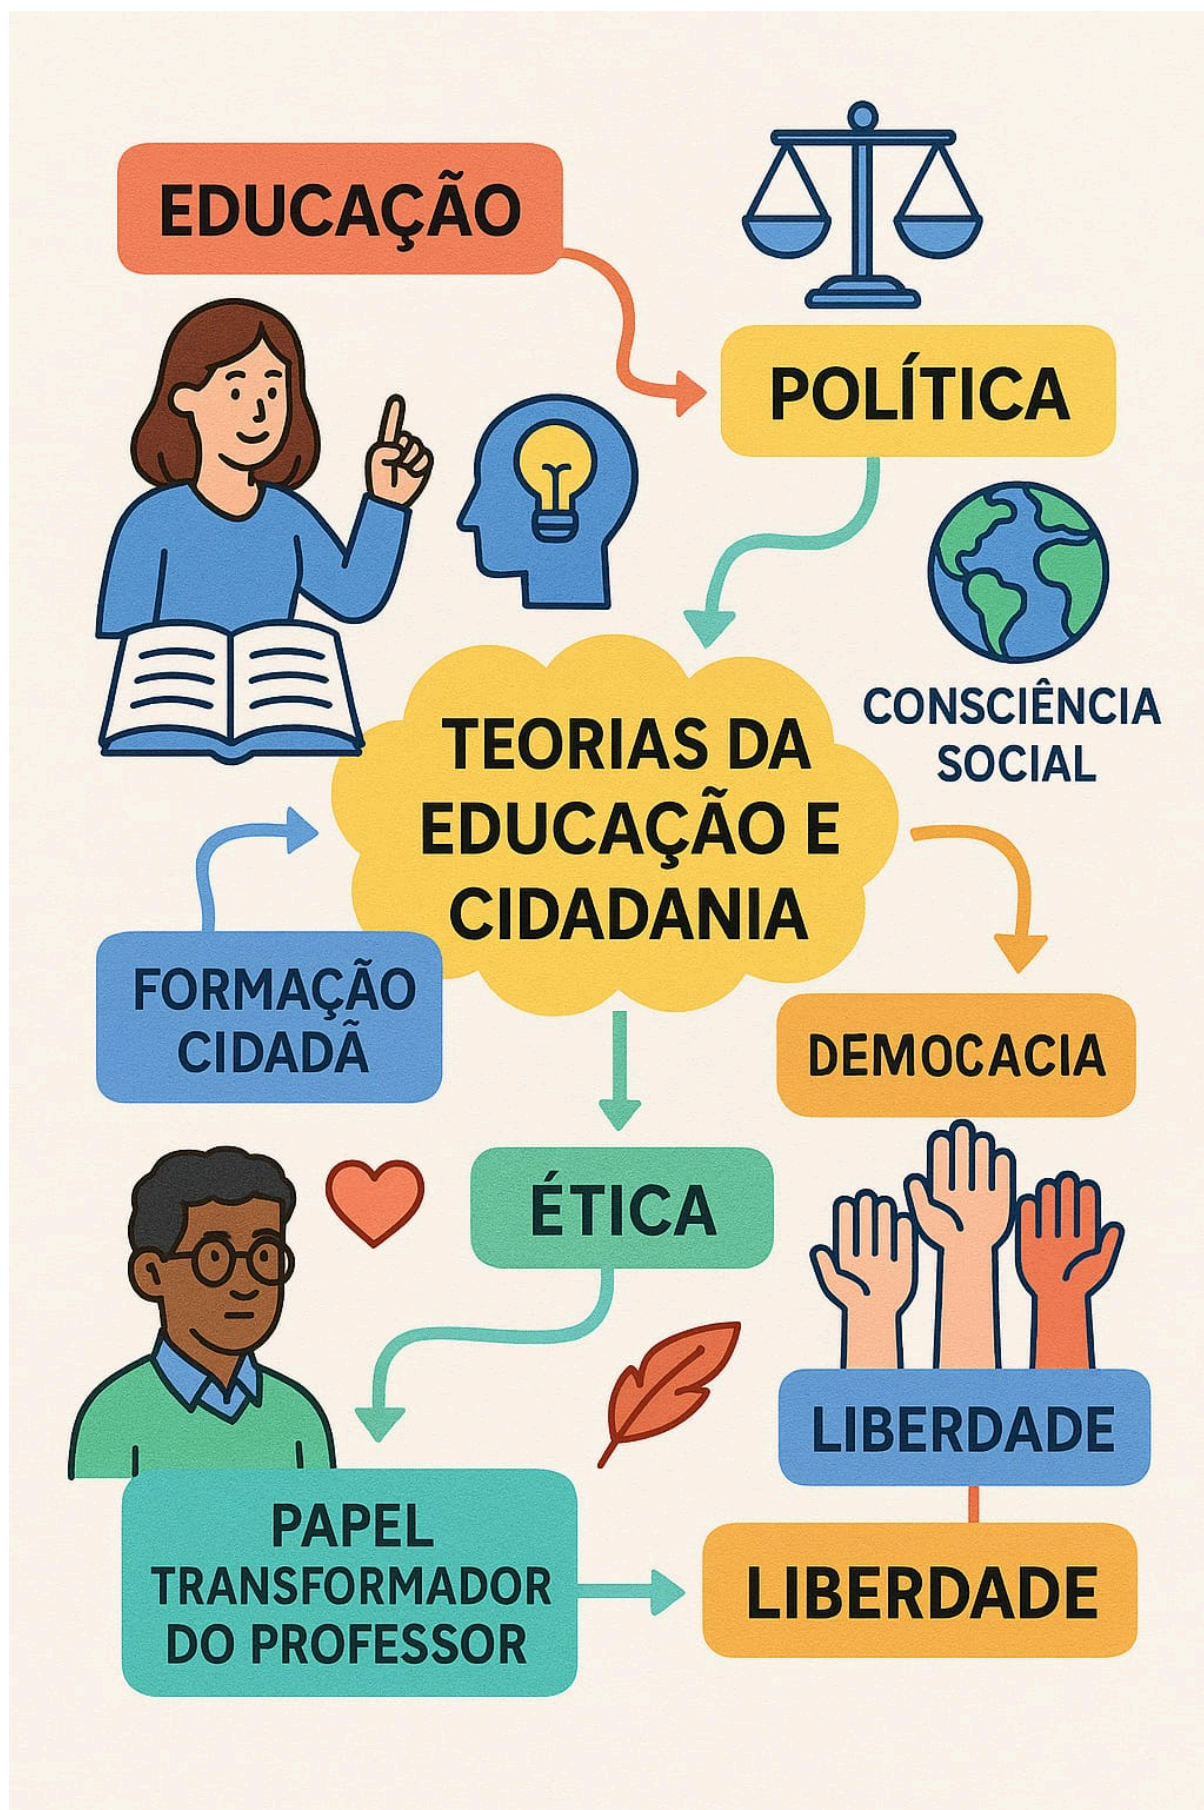 EDUCAÇÃO
POLÍTICA
CONSCIÊNCIA
SOCIAL
TEORIAS DA
EDUCAÇÃO E
CIDADANIA
FORMAÇÃO
CIDADÃ
DEMOCACIA
ÉTICA
LIBERDADE
PAPEL
TRANSFORMADOR
DO PROFESSOR
LIBERDADE